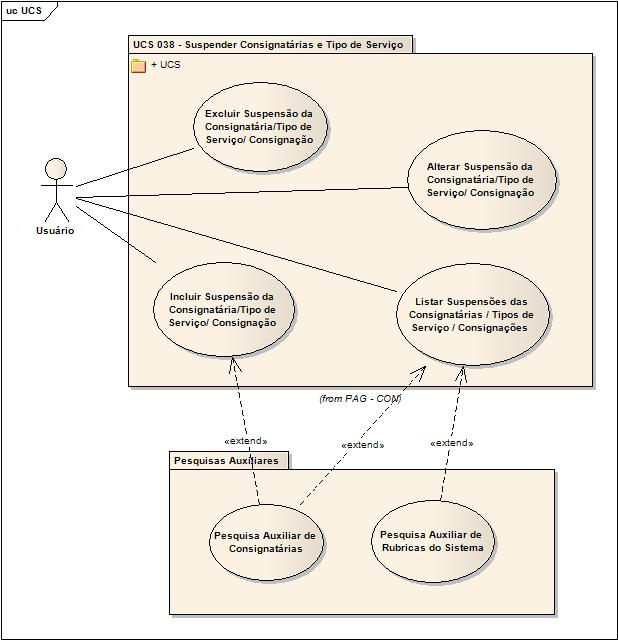 uc UCS
UCS 038 - Suspender Consignatárias e Tipo de Serviço
+ UCS
Excluir Suspensão da
Consignatária/Tipo de
Serviço/ Consignação
Alterar Suspensão da
Consignatária/Tipo de
Serviço/ Consignação
Usuário
Incluir Suspensão da
Consignatária/Tipo de
Serviço/ Consignação
Listar Suspensões das
Consignatárias / Tipos de
Serviço / Consignações
(from PAG - CON)
«extend»
«extend»
«extend»
Pesquisas Auxiliares
Pesquisa Auxiliar de
Consignatárias
Pesquisa Auxiliar de
Rubricas do Sistema